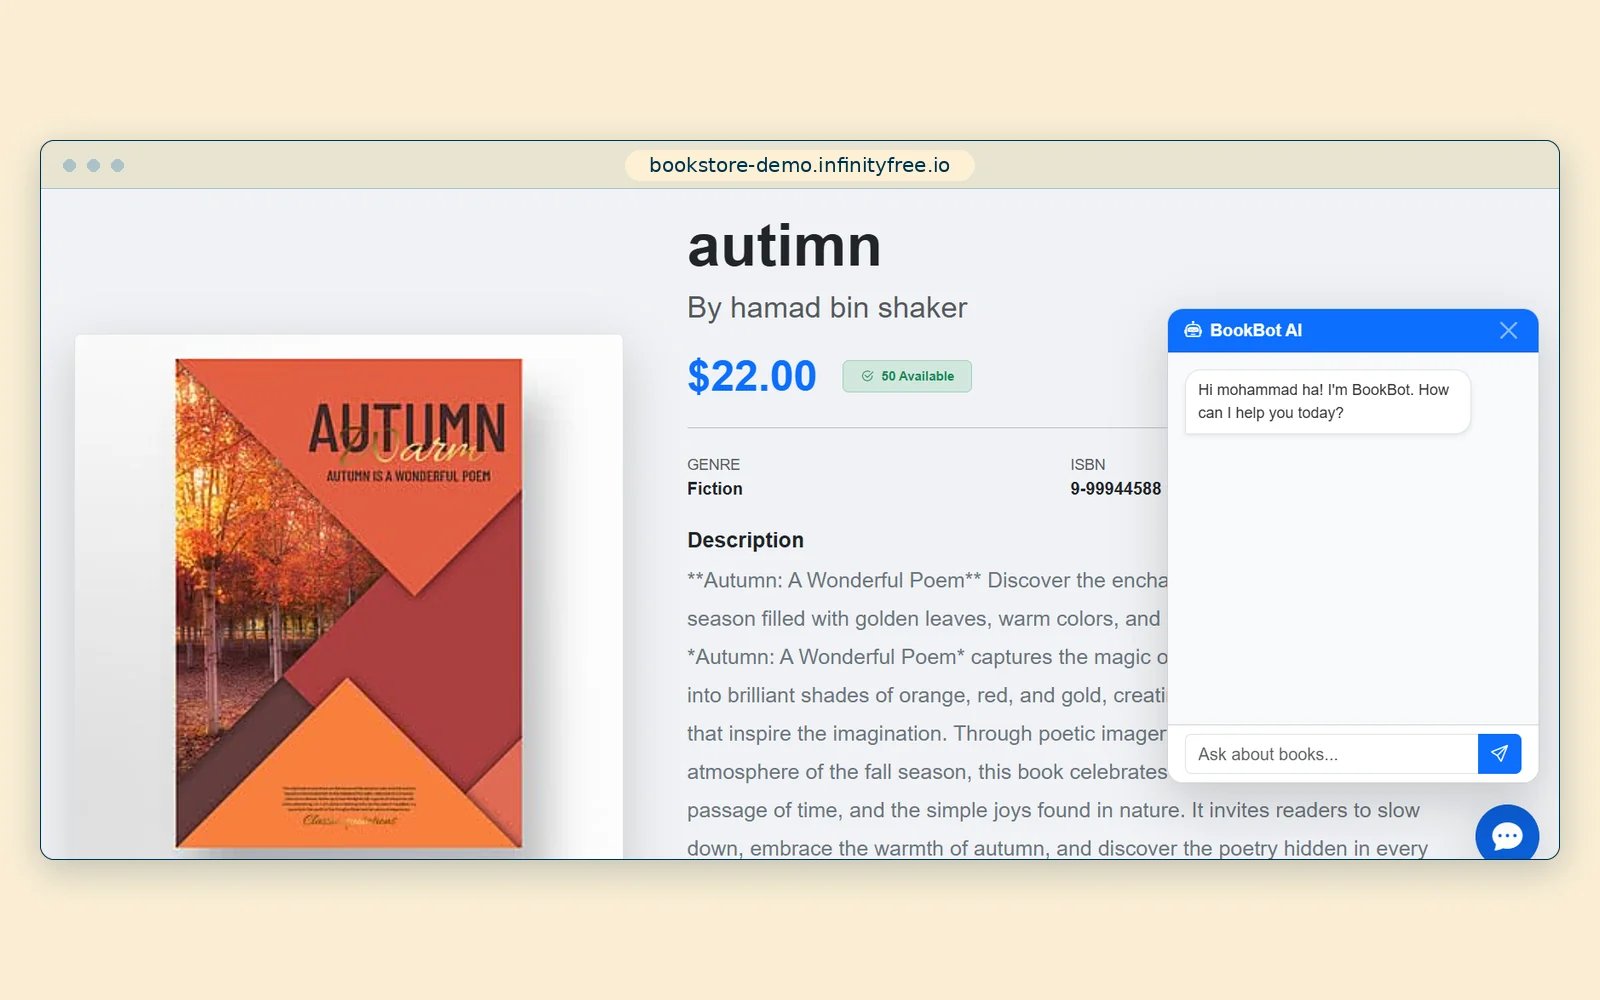 bookstore-demo.infinityfree.io
autimn
By hamad bin shaker
$22.00
50 Available
GENRE
Fiction
ISBN
9-99944588
Description
**Autumn: A Wonderful Poem** Discover the encha
season filled with golden leaves, warm colors, and
*Autumn: A Wonderful Poem* captures the magic o
into brilliant shades of orange, red, and gold, creati
that inspire the imagination. Through poetic imager
atmosphere of the fall season, this book celebrates
passage of time, and the simple joys found in nature. It invites readers to slow
down, embrace the warmth of autumn, and discover the poetry hidden in every
AUTUMN
Warm
AUTUMN IS A WONDERFUL POEM
BookBot AI
Hi mohammad ha! I'm BookBot. How
can I help you today?
Ask about books...